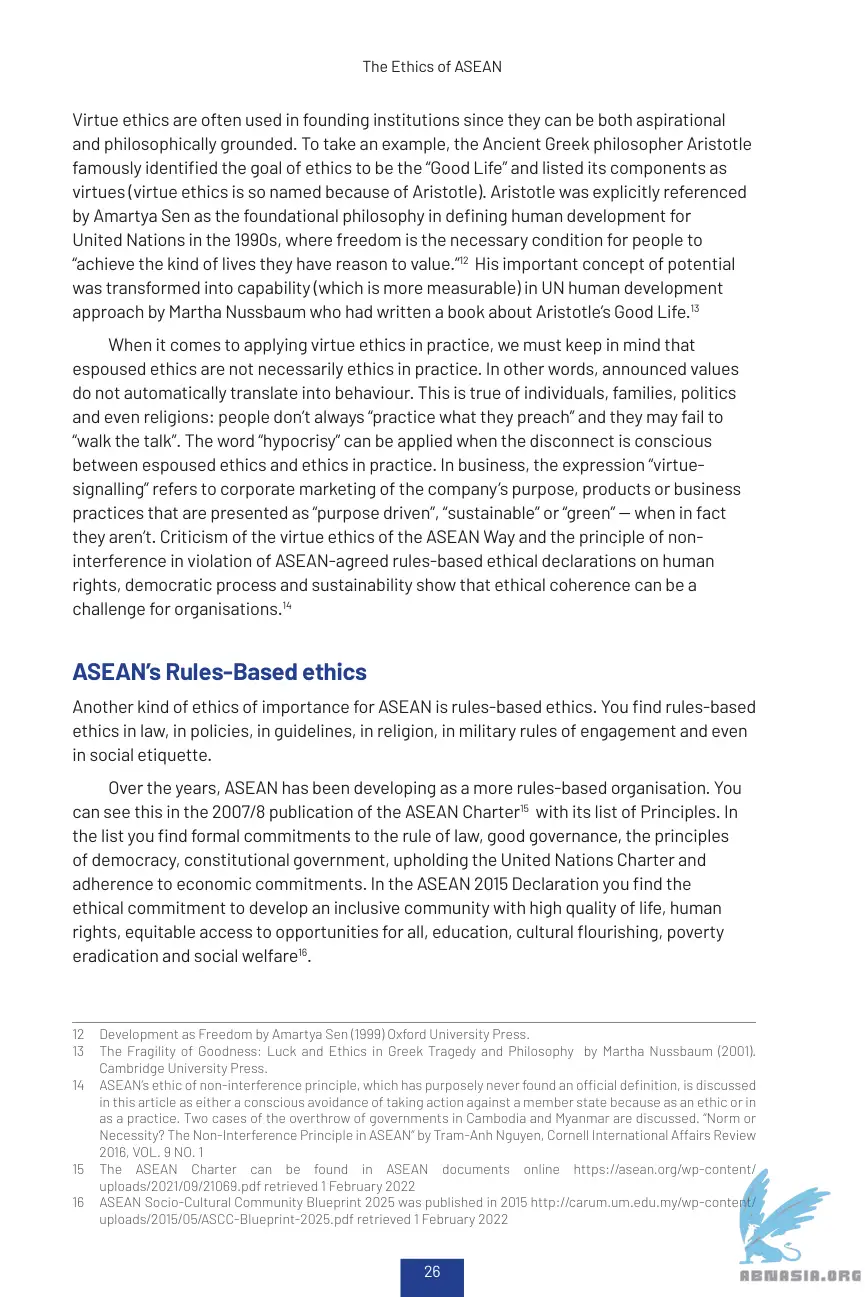 The Ethics of ASEAN
Virtue ethics are often used in founding institutions since they can be both aspirational
and philosophically grounded. To take an example, the Ancient Greek philosopher Aristotle
famously identified the goal of ethics to be the “Good Life” and listed its components as
virtues (virtue ethics is so named because of Aristotle). Aristotle was explicitly referenced
by Amartya Sen as the foundational philosophy in defining human development for
United Nations in the 1990s, where freedom is the necessary condition for people to
“achieve the kind of lives they have reason to value.”12 His important concept of potential
was transformed into capability (which is more measurable) in UN human development
approach by Martha Nussbaum who had written a book about Aristotle’s Good Life.13
When it comes to applying virtue ethics in practice, we must keep in mind that
espoused ethics are not necessarily ethics in practice. In other words, announced values
do not automatically translate into behaviour. This is true of individuals, families, politics
and even religions: people don’t always “practice what they preach” and they may fail to
“walk the talk”. The word “hypocrisy” can be applied when the disconnect is conscious
between espoused ethics and ethics in practice. In business, the expression “virtue-
signalling” refers to corporate marketing of the company’s purpose, products or business
practices that are presented as “purpose driven”, “sustainable” or “green” — when in fact
they aren’t. Criticism of the virtue ethics of the ASEAN Way and the principle of non-
interference in violation of ASEAN-agreed rules-based ethical declarations on human
rights, democratic process and sustainability show that ethical coherence can be a
challenge for organisations.14
ASEAN’s Rules-Based ethics
Another kind of ethics of importance for ASEAN is rules-based ethics. You find rules-based
ethics in law, in policies, in guidelines, in religion, in military rules of engagement and even
in social etiquette.
Over the years, ASEAN has been developing as a more rules-based organisation. You
can see this in the 2007/8 publication of the ASEAN Charter15 with its list of Principles. In
the list you find formal commitments to the rule of law, good governance, the principles
of democracy, constitutional government, upholding the United Nations Charter and
adherence to economic commitments. In the ASEAN 2015 Declaration you find the
ethical commitment to develop an inclusive community with high quality of life, human
rights, equitable access to opportunities for all, education, cultural flourishing, poverty
eradication and social welfare16.
12 Development as Freedom by Amartya Sen (1999) Oxford University Press.
13 The Fragility of Goodness: Luck and Ethics in Greek Tragedy and Philosophy by Martha Nussbaum (2001).
Cambridge University Press.
14 ASEAN’s ethic of non-interference principle, which has purposely never found an official definition, is discussed
in this article as either a conscious avoidance of taking action against a member state because as an ethic or in
as a practice. Two cases of the overthrow of governments in Cambodia and Myanmar are discussed. “Norm or
Necessity? The Non-Interference Principle in ASEAN” by Tram-Anh Nguyen, Cornell International Affairs Review
2016, VOL. 9 NO. 1
15 The ASEAN Charter can be found in ASEAN documents online https://asean.org/wp-content/
uploads/2021/09/21069.pdf retrieved 1 February 2022
16 ASEAN Socio-Cultural Community Blueprint 2025 was published in 2015 http://carum.um.edu.my/wp-content/
uploads/2015/05/ASCC-Blueprint-2025.pdf retrieved 1 February 2022
26
ABNASIA.ORG